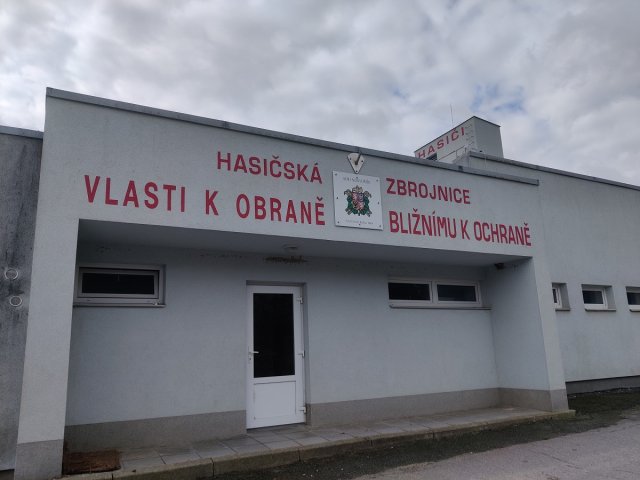 HASIČI
HASIČSKÁ ZBROJNICE
VLASTI K OBRANĚ BLIŽNÍMU K OCHRANĚ